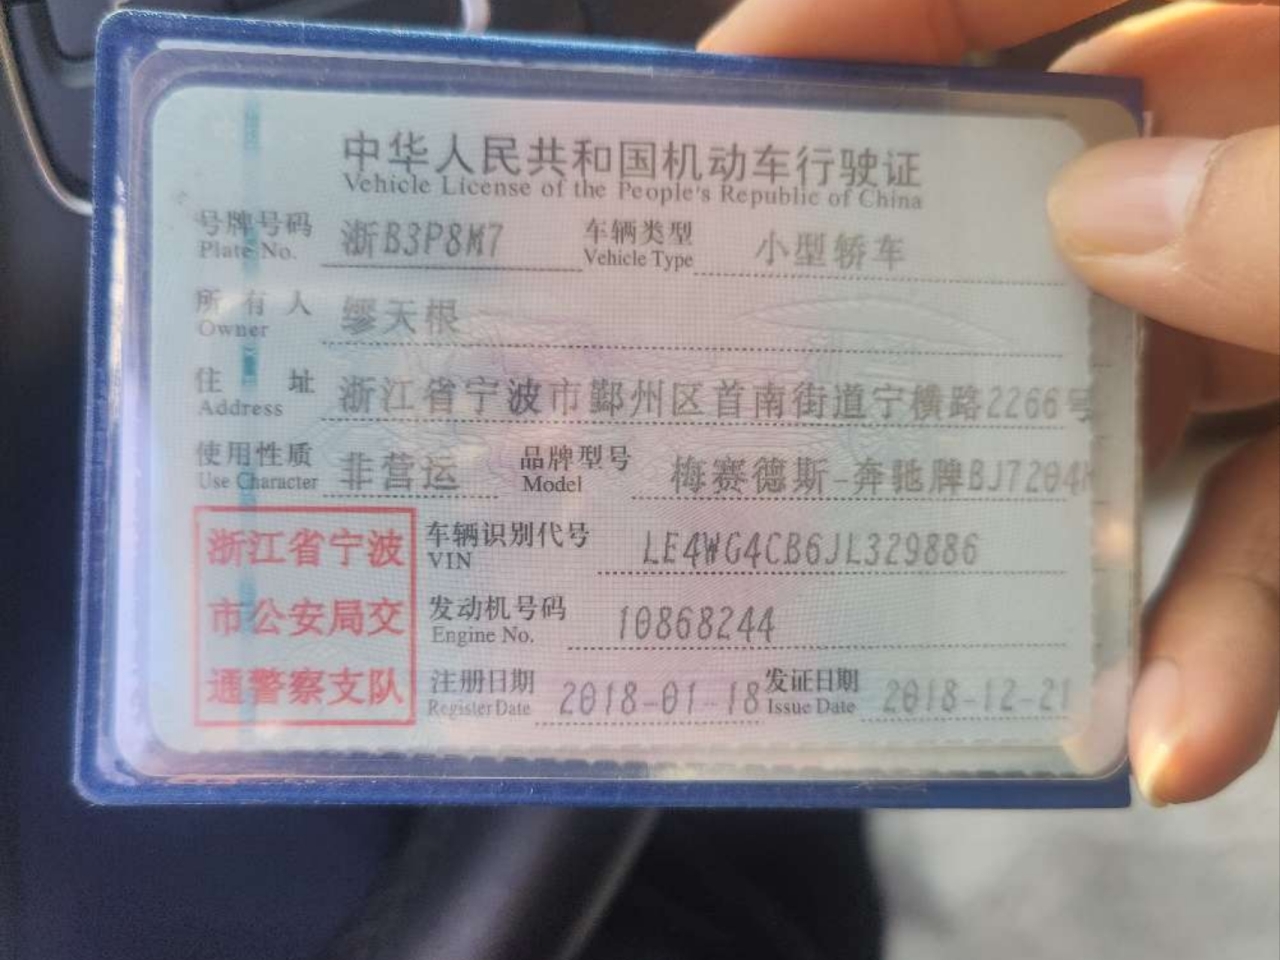 中华人民共和国机动车行驶证
Vehicle License of the People's Republic of China
号牌号码 浙B3P8M7 车辆类型 小型轿车
Plate No. Vehicle Type
所有人 缪天根
Owner
住址 浙江省宁波市鄞州区首南街道宁横路2266号
Address
使用性质 非营运 品牌型号 梅赛德斯-奔驰牌BJ7204
Use Character Model
浙江省宁波
市公安局交
通警察支队
车辆识别代号 LE4WG4CB6JL329886
VIN
发动机号码 10868244
Engine No.
注册日期 2018-01-18 发证日期 2018-12-21
Register Date Issue Date